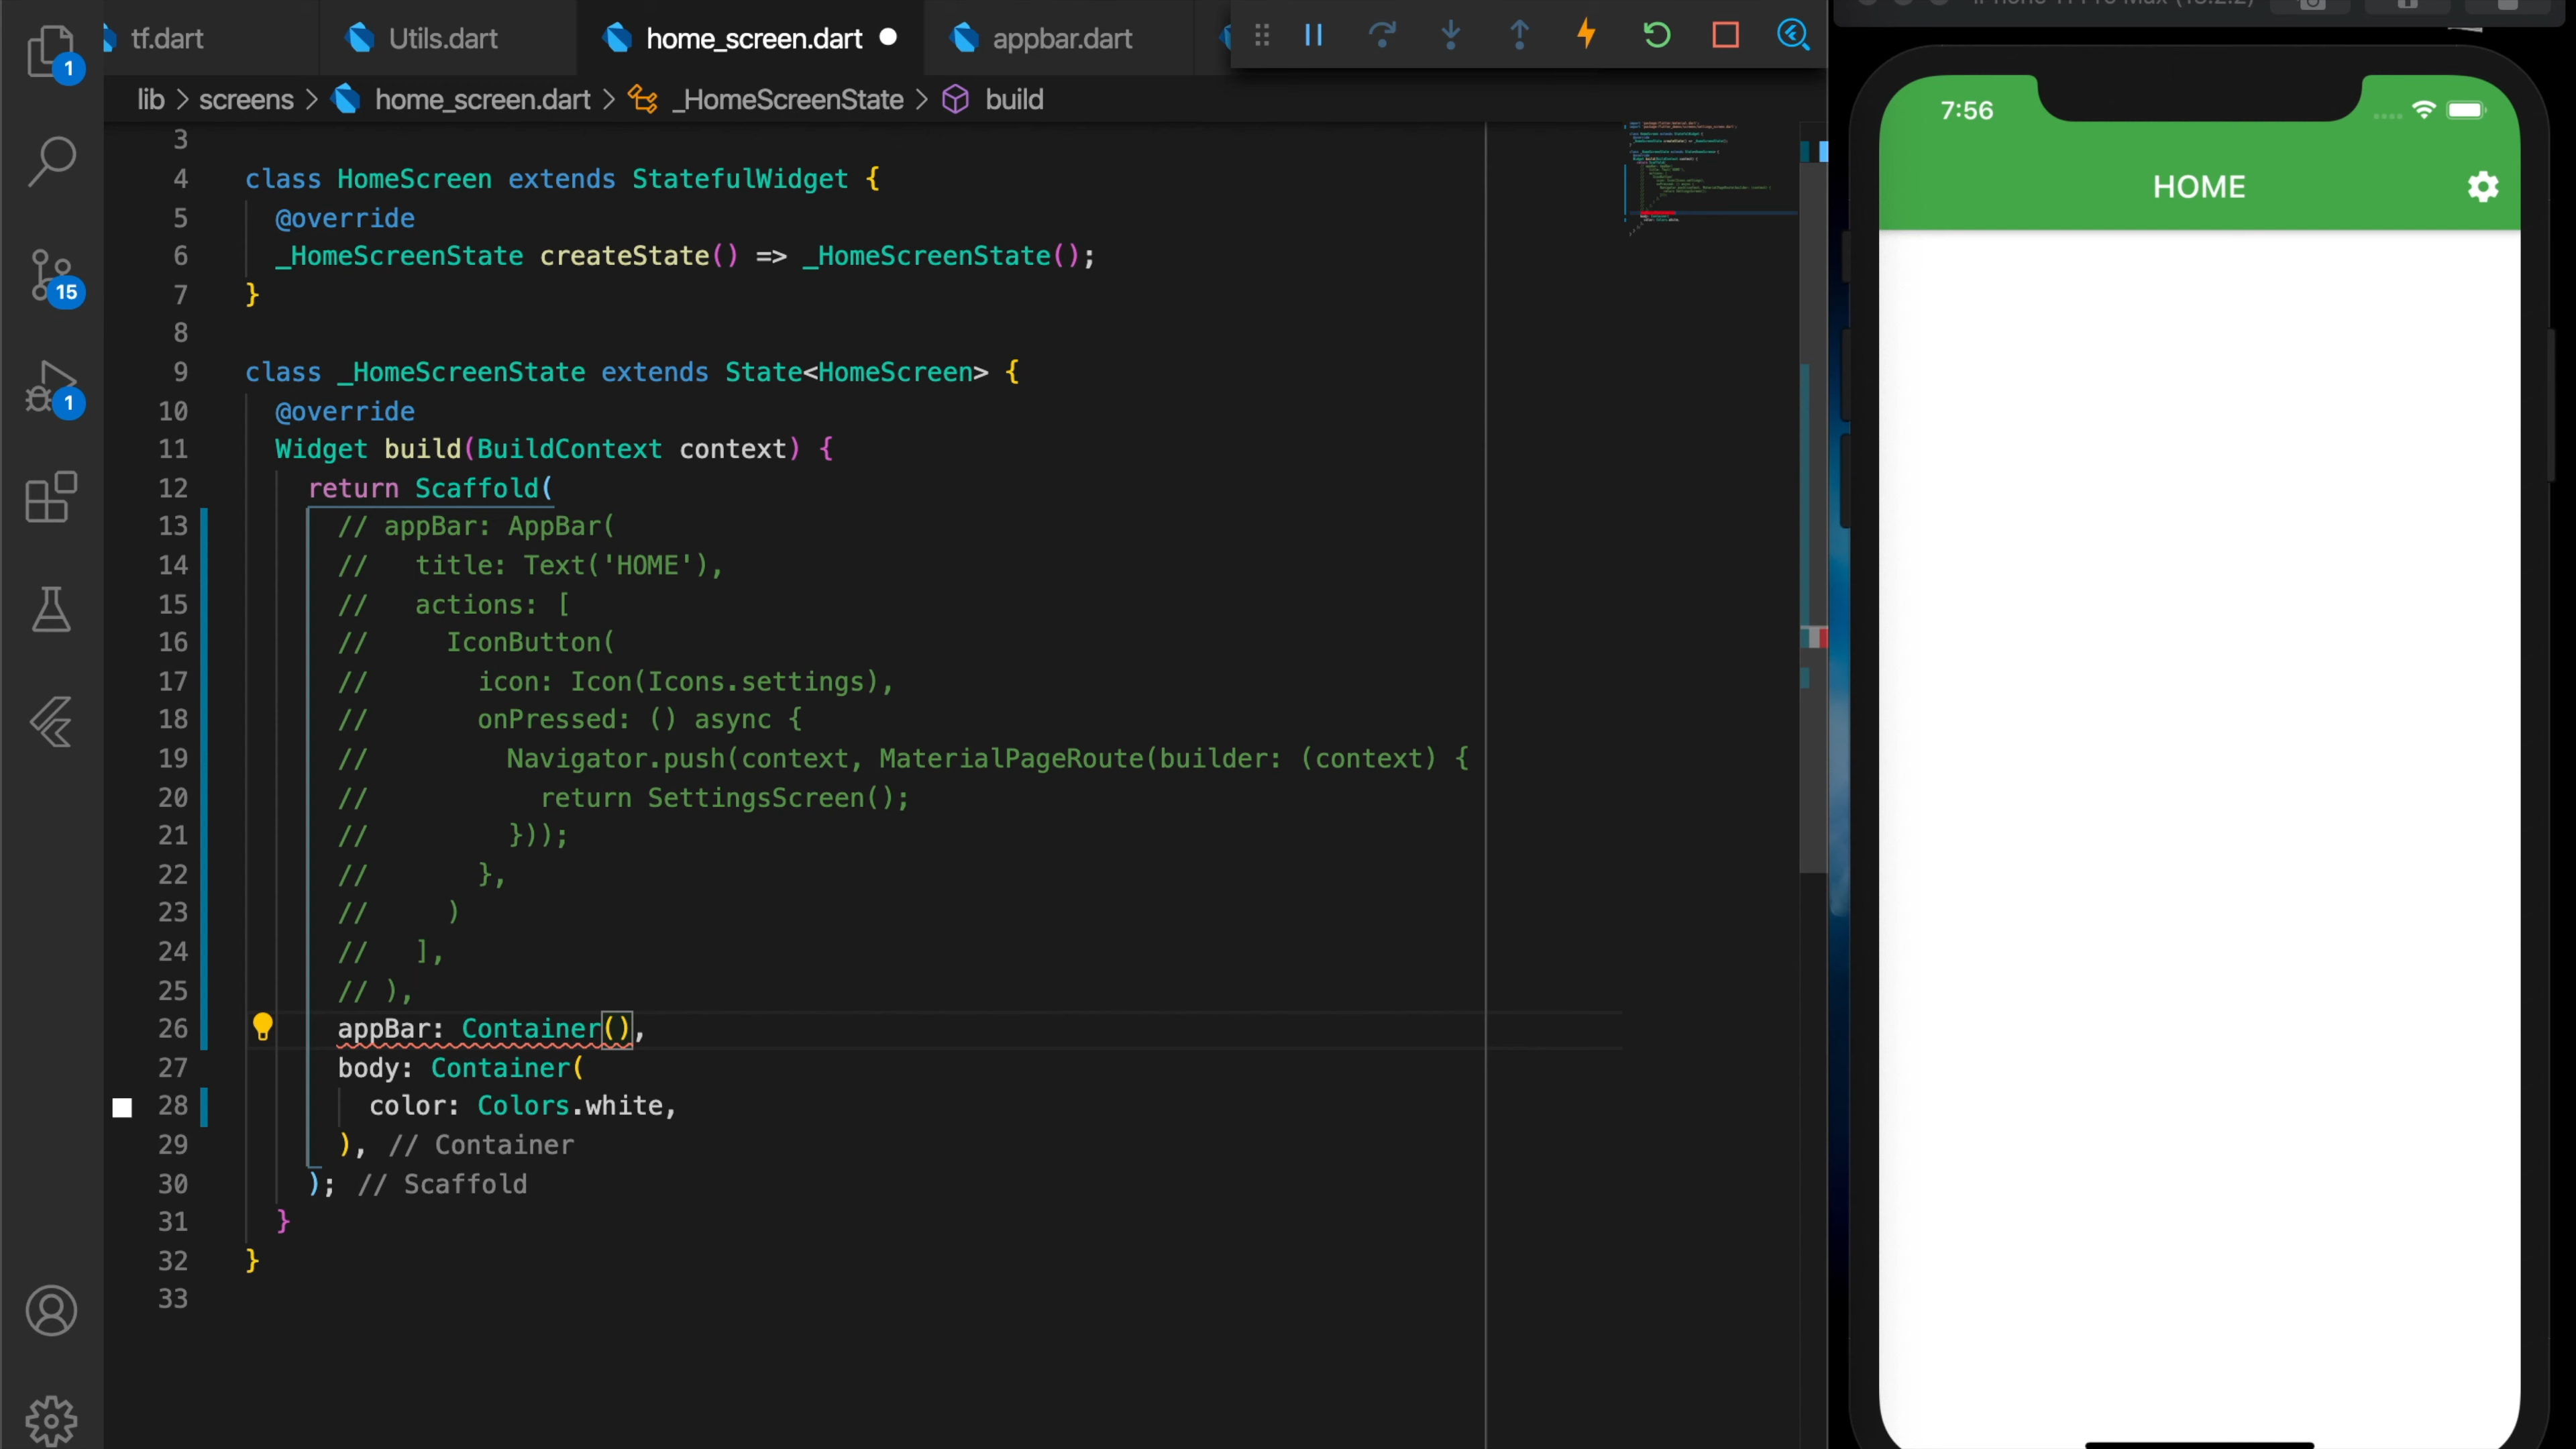 tf.dart
Utils.dart
home_screen.dart
appbar.dart
1
lib > screens > home_screen.dart > _HomeScreenState > build
15
1
3
4 class HomeScreen extends StatefulWidget {
5 @override
6 _HomeScreenState createState() => _HomeScreenState();
7 }
8
9 class _HomeScreenState extends State<HomeScreen> {
10 @override
11 Widget build(BuildContext context) {
12 return Scaffold(
13 // appBar: AppBar(
14 // title: Text('HOME'),
15 // actions: [
16 // IconButton(
17 // icon: Icon(Icons.settings),
18 // onPressed: () async {
19 // Navigator.push(context, MaterialPageRoute(builder: (context) {
20 // return SettingsScreen();
21 // }));
22 // },
23 // )
24 // ],
25 // ),
26 appBar: Container(),
27 body: Container(
28 color: Colors.white,
29 ), // Container
30 ); // Scaffold
31 }
32 }
33
7:56
HOME